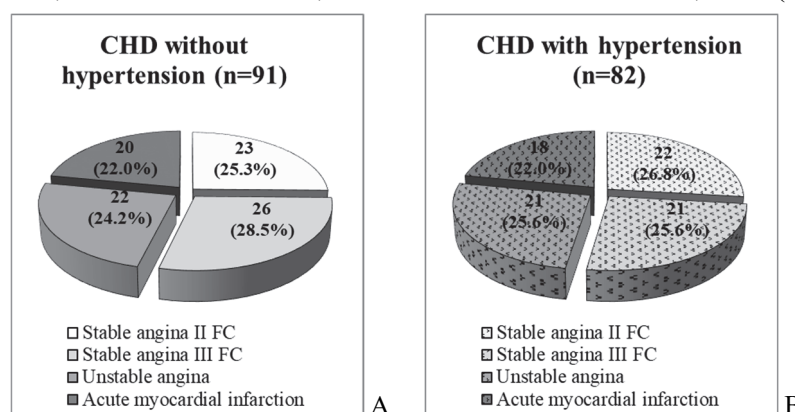 CHD without
hypertension (n=91)
20
(22.0%)
23
(25.3%)
22
(24.2%)
26
(28.5%)
Stable angina II FC
Stable angina III FC
Unstable angina
Acute myocardial infarction
A
CHD with hypertension
(n=82)
18
(22.0%)
22
(26.8%)
21
(25.6%)
21
(25.6%)
Stable angina II FC
Stable angina III FC
Unstable angina
Acute myocardial infarction